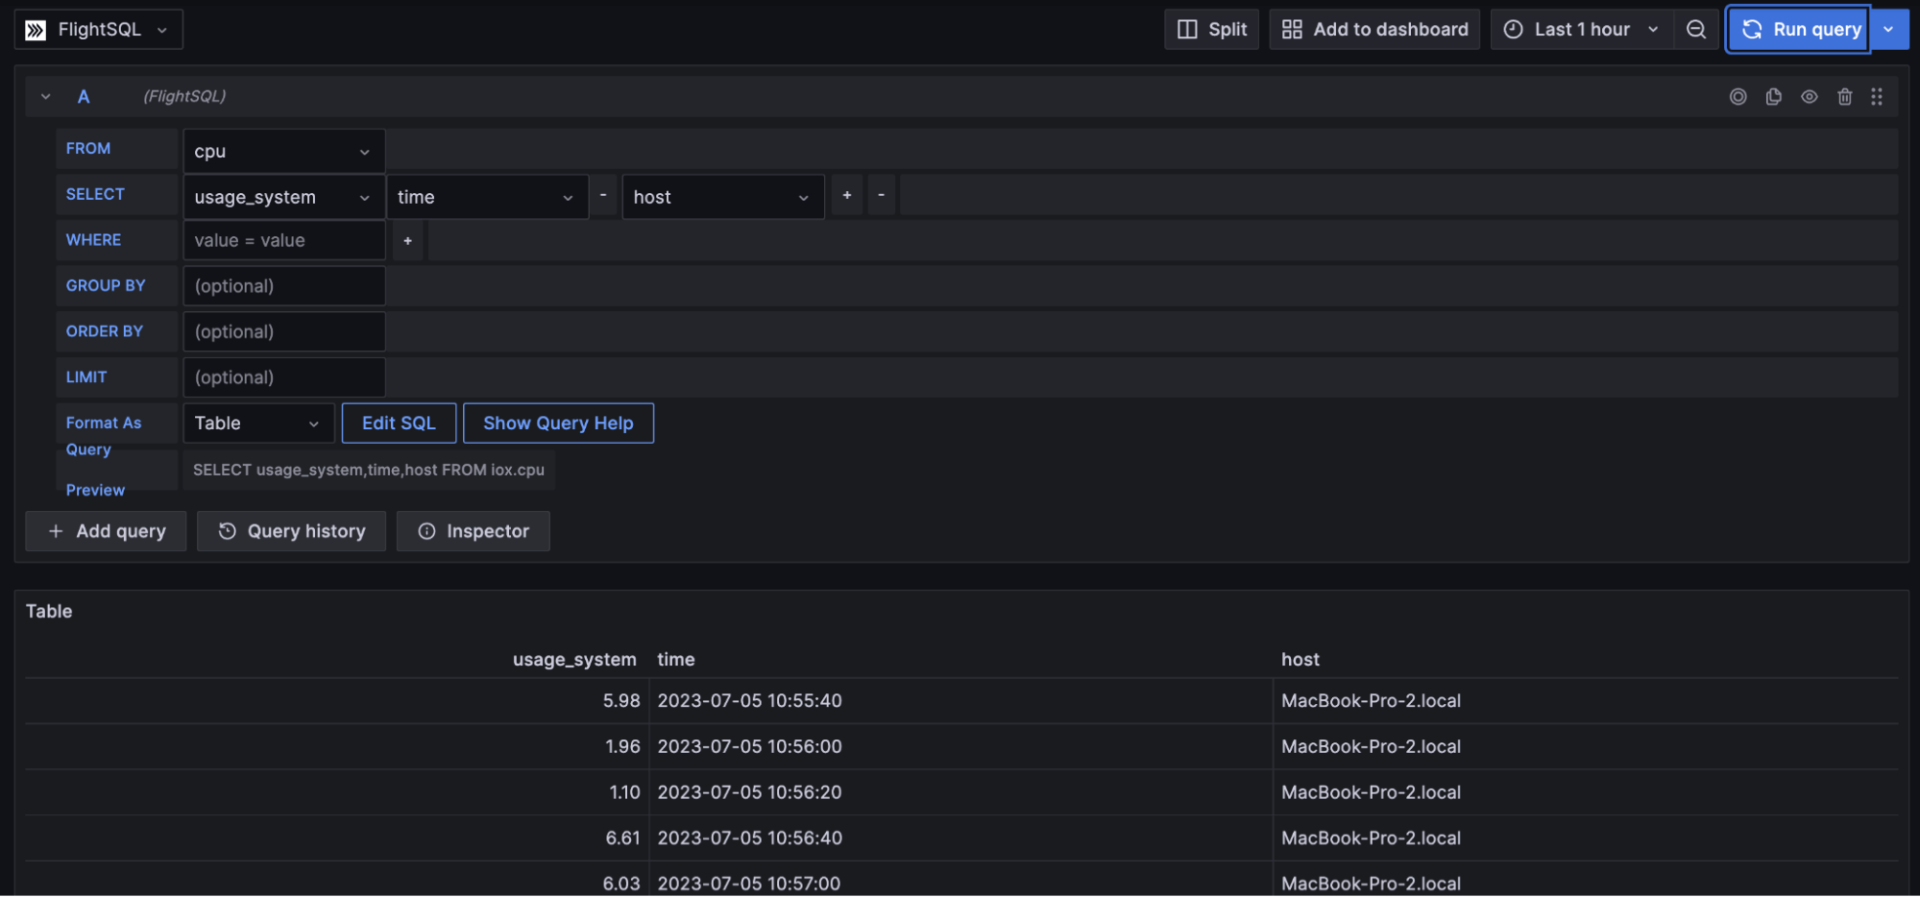 FlightSQL Split Add to dashboard Last 1 hour Run query
A (FlightSQL)
FROM cpu
SELECT usage_system time - host + -
WHERE value = value +
GROUP BY (optional)
ORDER BY (optional)
LIMIT (optional)
Format As Table Edit SQL Show Query Help
Query
SELECT usage_system,time,host FROM iox.cpu
Preview
+ Add query Query history Inspector
Table
usage_system time host
5.98 2023-07-05 10:55:40 MacBook-Pro-2.local
1.96 2023-07-05 10:56:00 MacBook-Pro-2.local
1.10 2023-07-05 10:56:20 MacBook-Pro-2.local
6.61 2023-07-05 10:56:40 MacBook-Pro-2.local
6.03 2023-07-05 10:57:00 MacBook-Pro-2.local